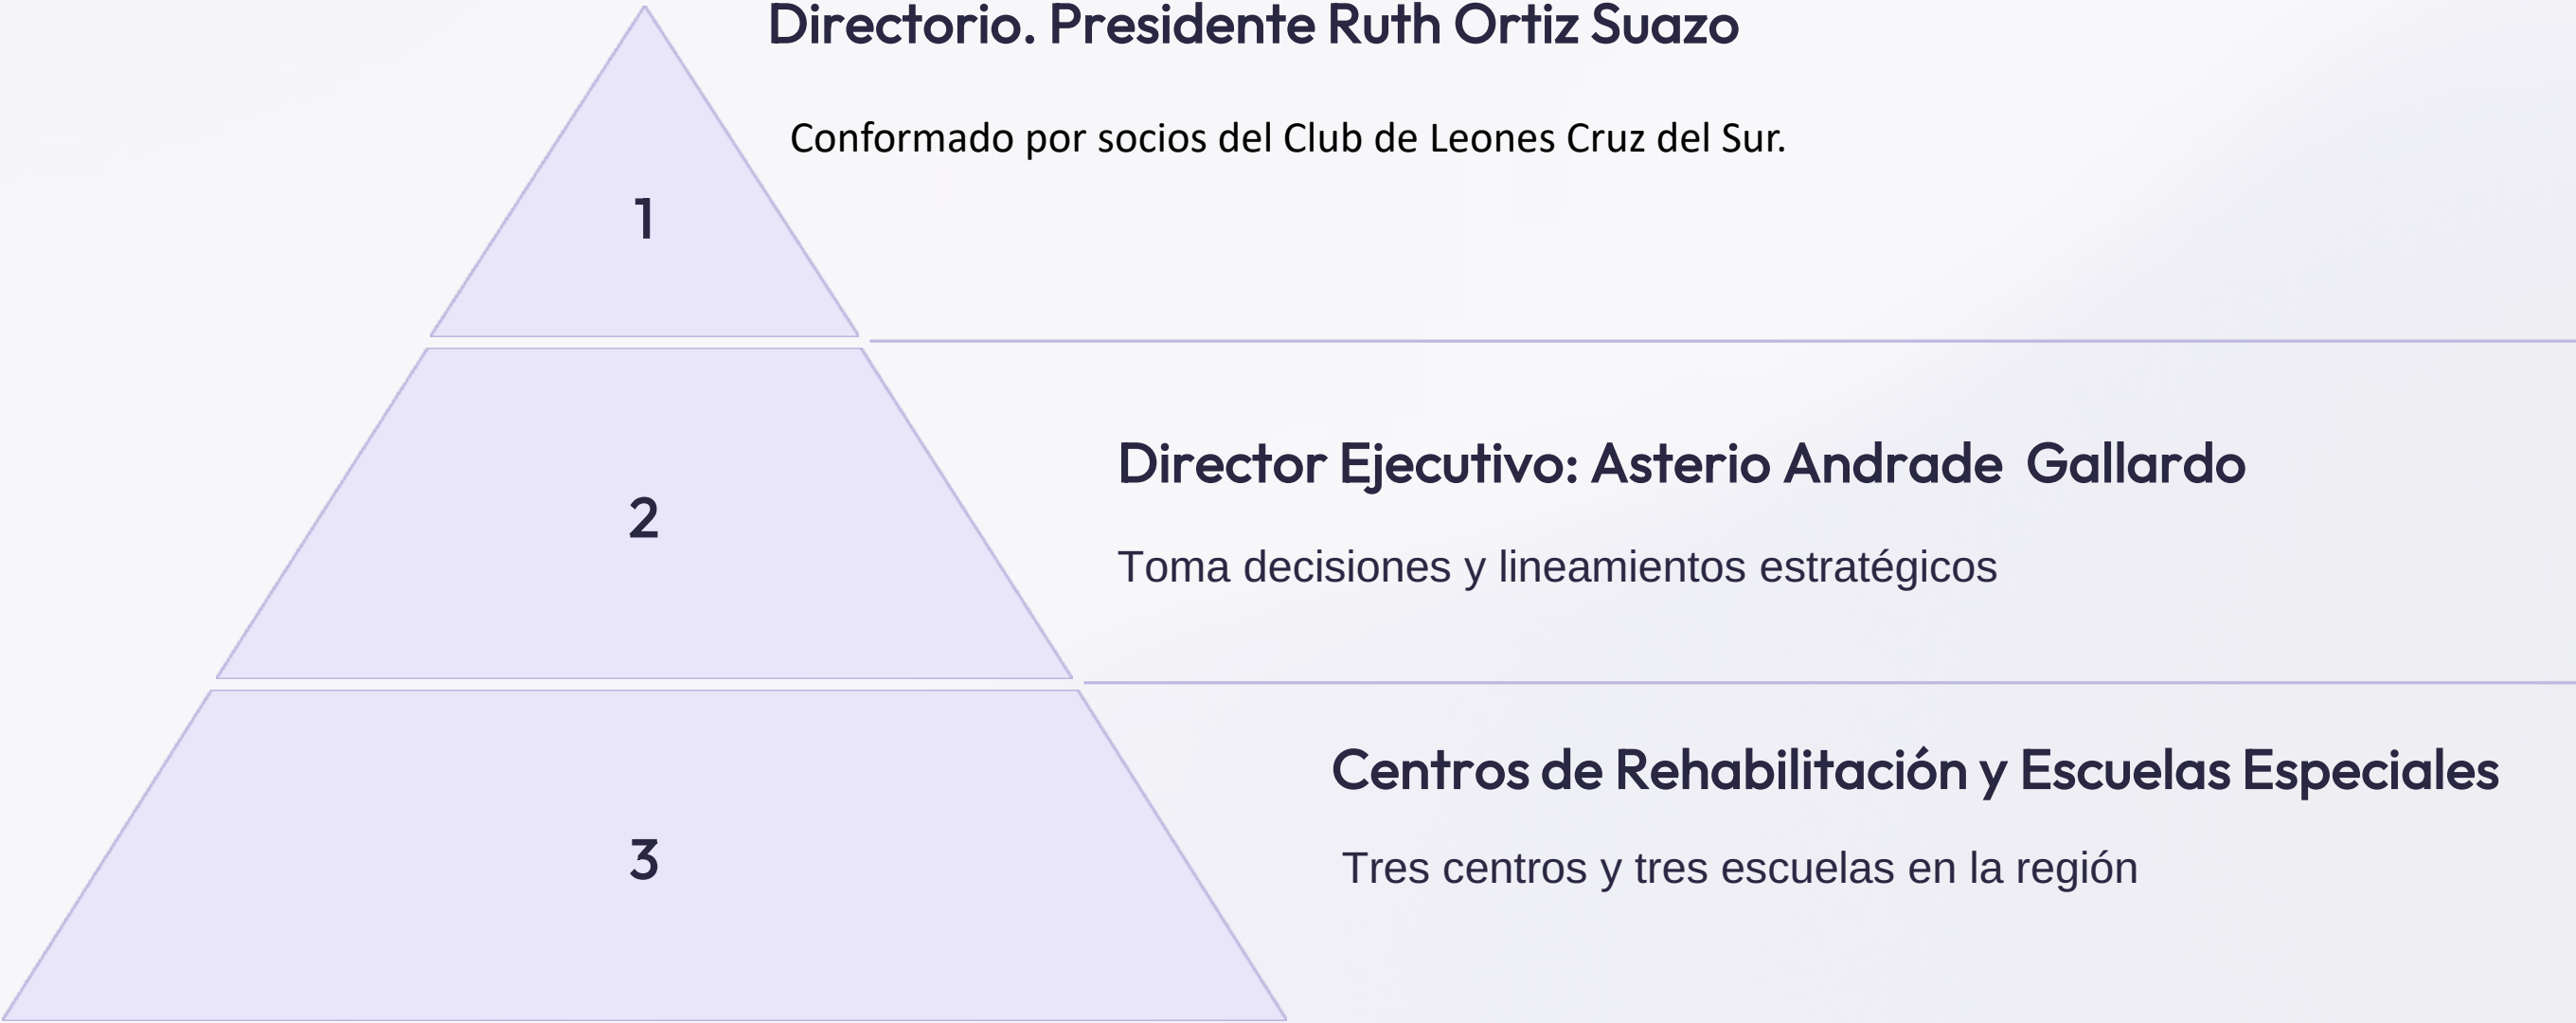 Directorio. Presidente Ruth Ortiz Suazo
Conformado por socios del Club de Leones Cruz del Sur.
1
Director Ejecutivo: Asterio Andrade  Gallardo
2
Toma decisiones y lineamientos estratégicos
Centros de Rehabilitación y Escuelas Especiales
3
Tres centros y tres escuelas en la región